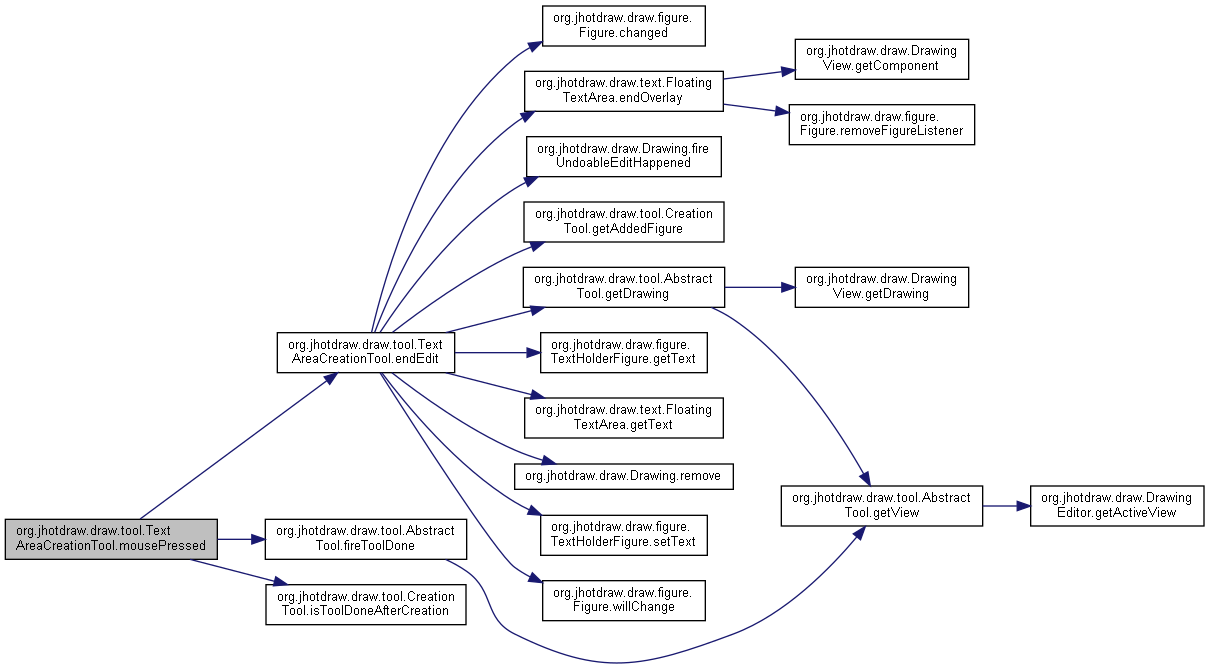 org.jhotdraw.draw.figure.
Figure.changed
org.jhotdraw.draw.Drawing
View.getComponent
org.jhotdraw.draw.text.Floating
TextArea.endOverlay
org.jhotdraw.draw.figure.
Figure.removeFigureListener
org.jhotdraw.draw.Drawing.fire
UndoableEditHappened
org.jhotdraw.draw.tool.Creation
Tool.getAddedFigure
org.jhotdraw.draw.tool.Abstract
Tool.getDrawing
org.jhotdraw.draw.Drawing
View.getDrawing
org.jhotdraw.draw.tool.Text
AreaCreationTool.endEdit
org.jhotdraw.draw.figure.
TextHolderFigure.getText
org.jhotdraw.draw.text.Floating
TextArea.getText
org.jhotdraw.draw.Drawing.remove
org.jhotdraw.draw.tool.Abstract
Tool.getView
org.jhotdraw.draw.Drawing
Editor.getActiveView
org.jhotdraw.draw.tool.Text
AreaCreationTool.mousePressed
org.jhotdraw.draw.tool.Abstract
Tool.fireToolDone
org.jhotdraw.draw.figure.
TextHolderFigure.setText
org.jhotdraw.draw.tool.Creation
Tool.isToolDoneAfterCreation
org.jhotdraw.draw.figure.
Figure.willChange